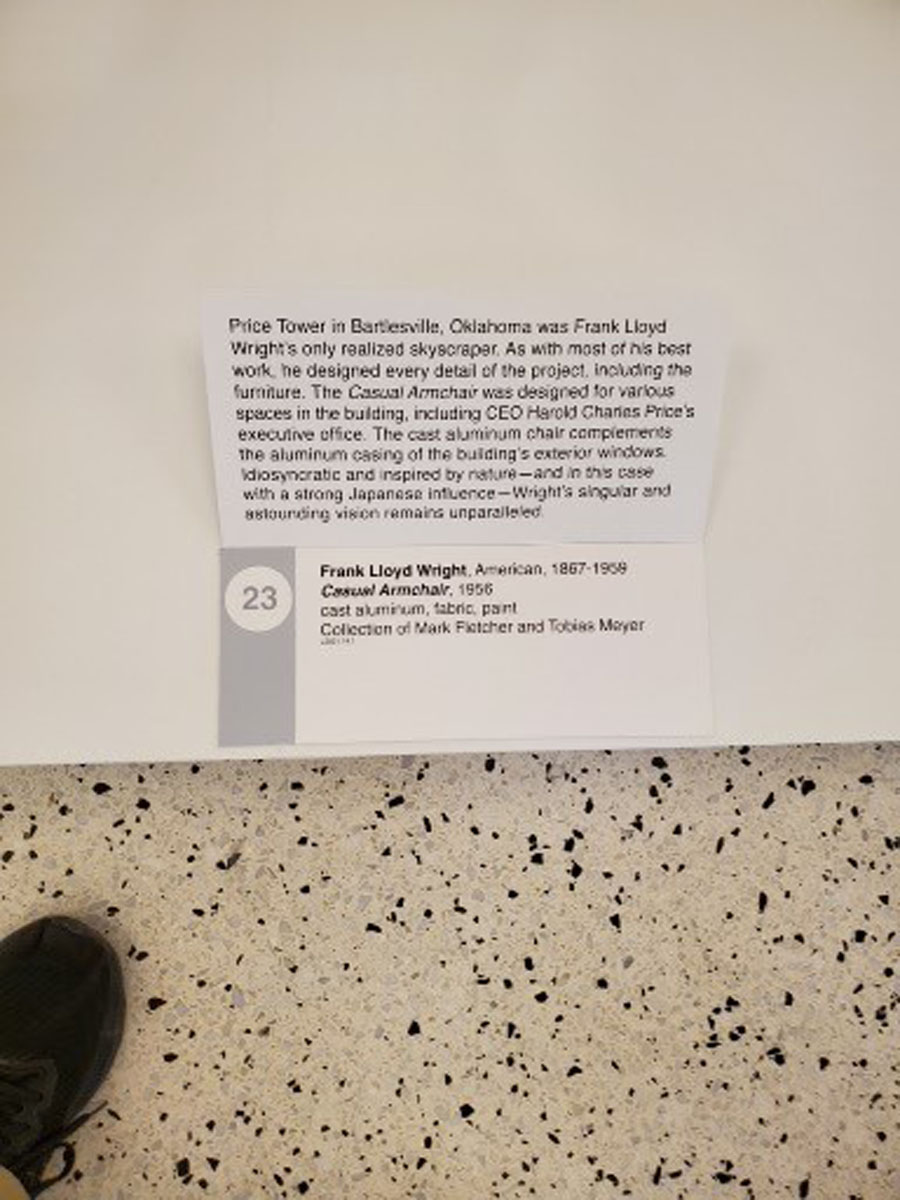 Price Tower in Bartlesville, Oklahoma was Frank Lloyd
Wright's only realized skyscraper. As with most of his best
work, he designed every detail of the project, including the
furniture. The Casual Armchair was designed for various
spaces in the building, including CEO Harold Charles Price's
executive office. The cast aluminum chair complements
the aluminum casing of the building's exterior windows.
Idiosyncratic and inspired by nature—and in this case
with a strong Japanese influence—Wright's singular and
astounding vision remains unparalleled.
23
Frank Lloyd Wright, American, 1867-1959
Casual Armchair, 1956
cast aluminum, fabric, paint
Collection of Mark Fletcher and Tobias Meyer